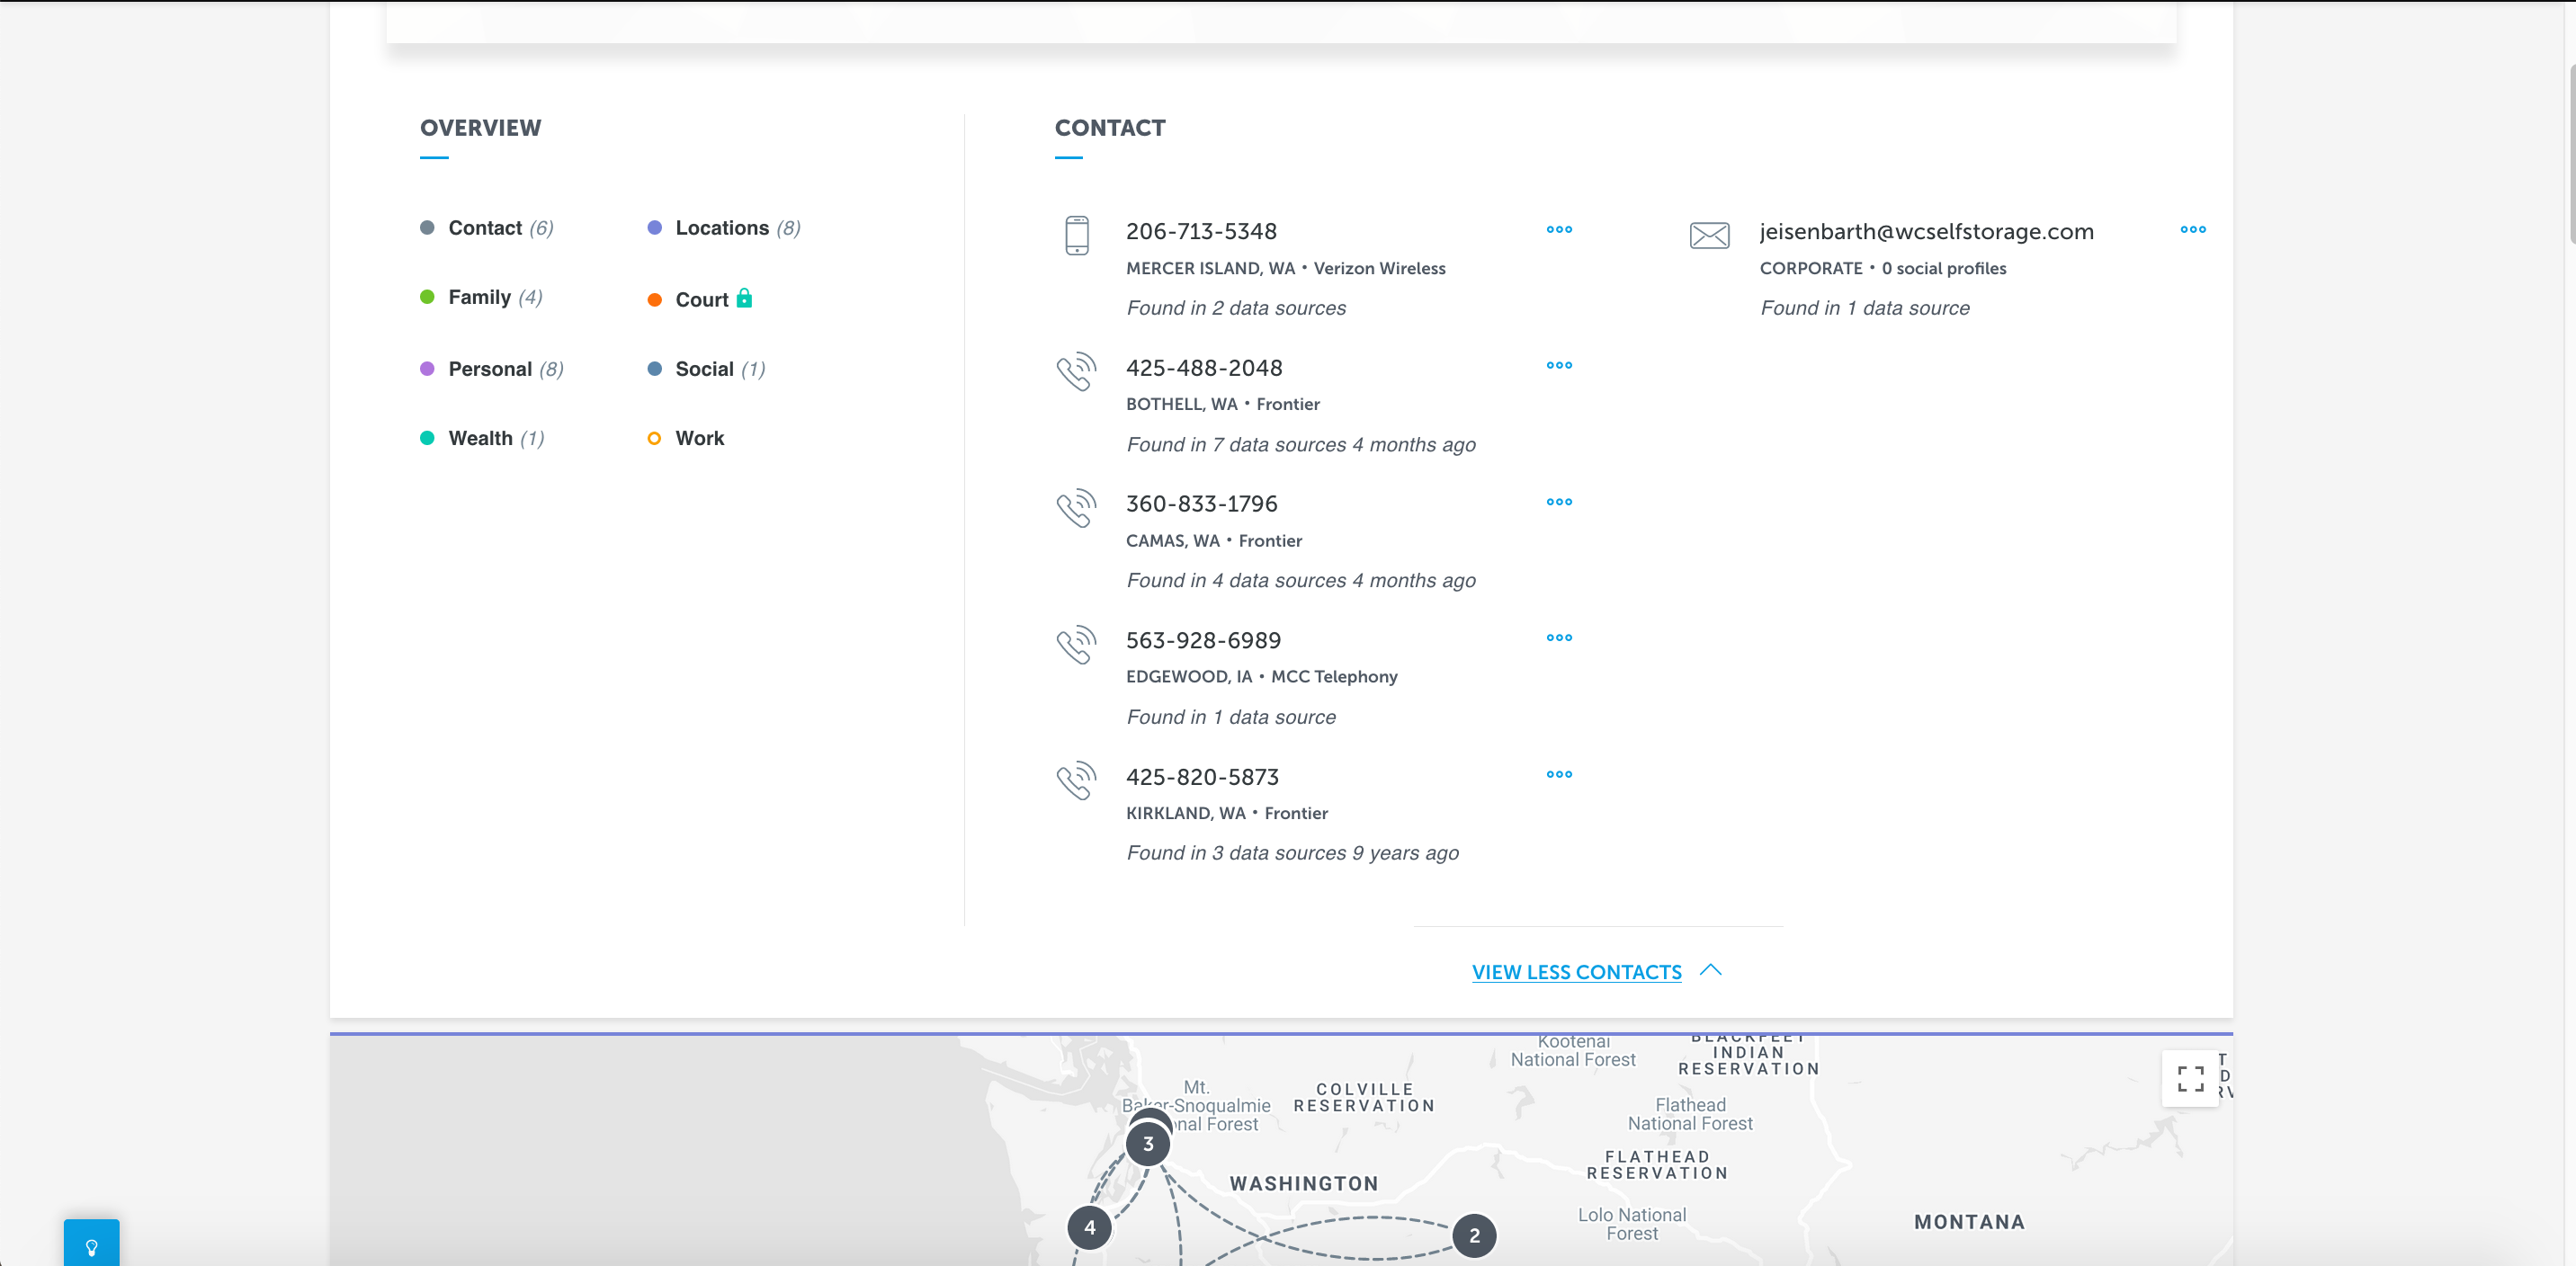 OVERVIEW
Contact (6)
Locations (8)
Family (4)
Court
Personal (8)
Social (1)
Wealth (1)
Work
CONTACT
206-713-5348
MERCER ISLAND, WA • Verizon Wireless
Found in 2 data sources
425-488-2048
BOTHELL, WA • Frontier
Found in 7 data sources 4 months ago
360-833-1796
CAMAS, WA • Frontier
Found in 4 data sources 4 months ago
563-928-6989
EDGEWOOD, IA • MCC Telephony
Found in 1 data source
425-820-5873
KIRKLAND, WA • Frontier
Found in 3 data sources 9 years ago
jeisenbarth@wcselfstorage.com
CORPORATE • 0 social profiles
Found in 1 data source
VIEW LESS CONTACTS
Kootenai
National Forest
BLACKFEET
INDIAN
RESERVATION
Mt.
Baker-Snoqualmie
onal Forest
COLVILLE
RESERVATION
Flathead
National Forest
3
FLATHEAD
RESERVATION
WASHINGTON
Lolo National
Forest
MONTANA
4
2